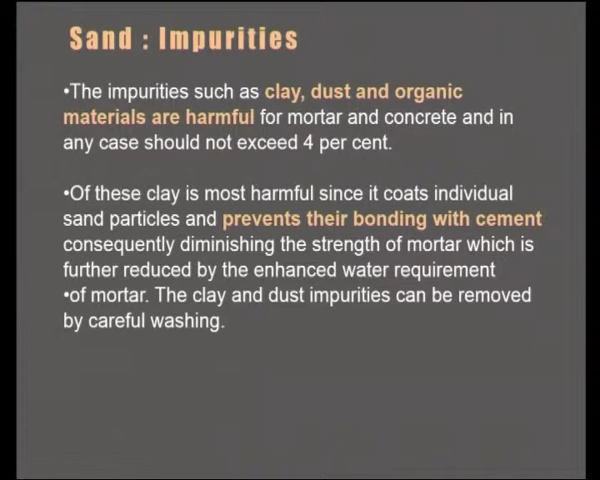 Sand : Impurities
•The impurities such as clay, dust and organic
materials are harmful for mortar and concrete and in
any case should not exceed 4 per cent.
•Of these clay is most harmful since it coats individual
sand particles and prevents their bonding with cement
consequently diminishing the strength of mortar which is
further reduced by the enhanced water requirement
•of mortar. The clay and dust impurities can be removed
by careful washing.